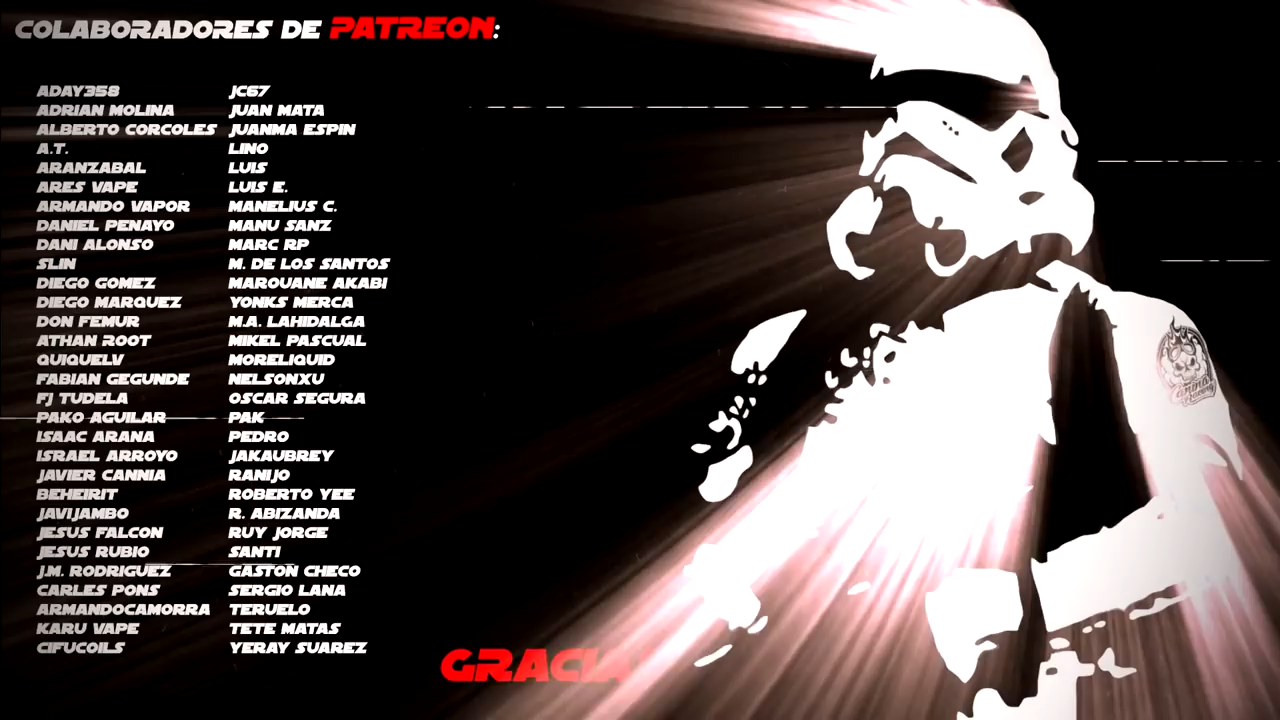 COLABORADORES DE PATREON:
ADAY358
ADRIAN MOLINA
ALBERTO CORCOLES
A.T.
ARANZABAL
ARES VAPE
ARMANDO VAPOR
DANIEL PENAYO
DANI ALONSO
SLIN
DIEGO GOMEZ
DIEGO MARQUEZ
DON FEMUR
ATHAN ROOT
QUIQUELV
FABIAN GEGUNDE
FJ TUDELA
PAKO AGUILAR
ISAAC ARANA
ISRAEL ARROYO
JAVIER CANNIA
BEHEIRIT
JAVIJAMBO
JESUS FALCON
JESUS RUBIO
J.M. RODRIGUEZ
CARLES PONS
ARMANDOCAMORRA
KARU VAPE
CIFUCOILS
JC67
JUAN MATA
JUANMA ESPIN
LINO
LUIS
LUIS E.
MANELIUS C.
MANU SANZ
MARC RP
M. DE LOS SANTOS
MAROUANE AKABI
YONKS MERCA
M.A. LAHIDALGA
MIKEL PASCUAL
MORELIQUID
NELSONXU
OSCAR SEGURA
PAK
PEDRO
JAKAUBREY
RANIJO
ROBERTO YEE
R. ABIZANDA
RUY JORGE
SANTI
GASTON CHECO
SERGIO LANA
TERUELO
TETE MATAS
YERAY SUAREZ
GRACIA